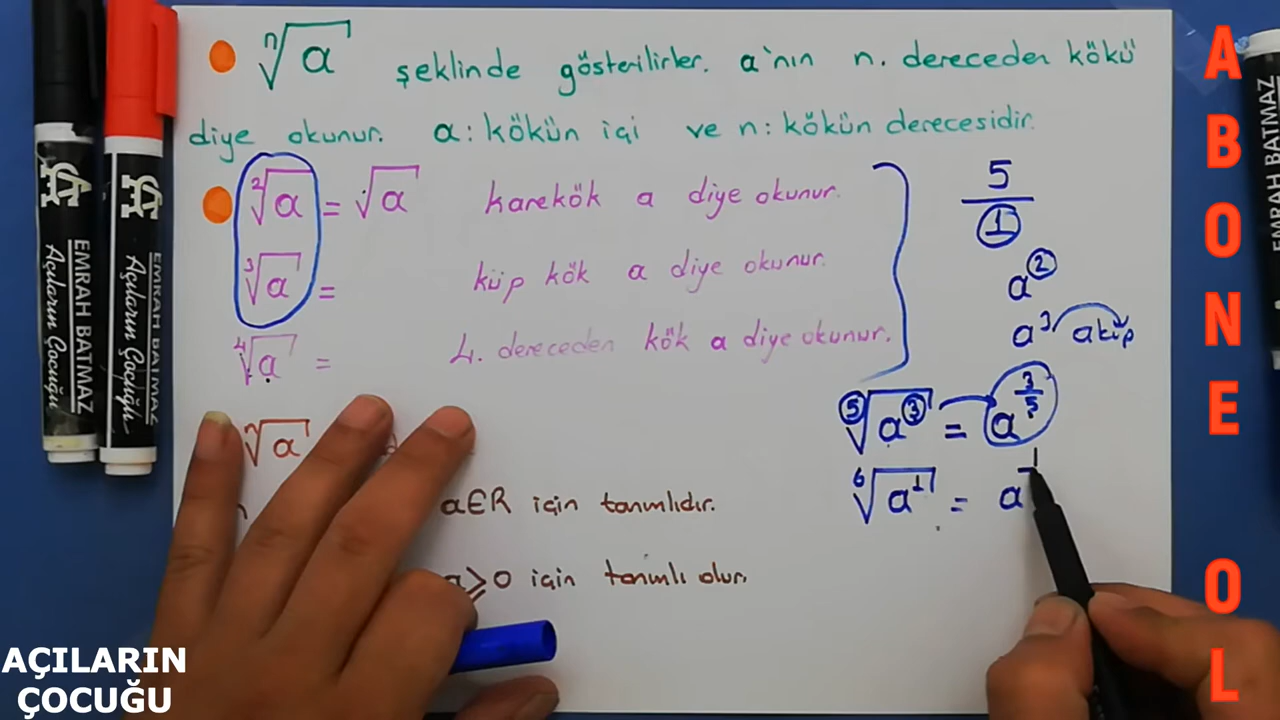 ⁿ√a şeklinde gösterilirler. a'nın n. dereceden kökü
diye okunur. a: kökün içi ve n: kökün derecesidir.
²√a = √a karekök a diye okunur.
³√a = küp kök a diye okunur.
⁴√a = 4. dereceden kök a diye okunur.
ⁿ√a
a∈R için tanımlıdır.
a≥0 için tanımlı olur.
5/1
a²
a³ a küp
⁵√a³ = a^3/5
⁶√a¹ = a^1
EMRAH BATMAZ
Açıların Çocuğu
EMRAH BATMAZ
Açıların Çocuğu
EMRAH BATMAZ
ABONE OL
AÇILARIN
ÇOCUĞU